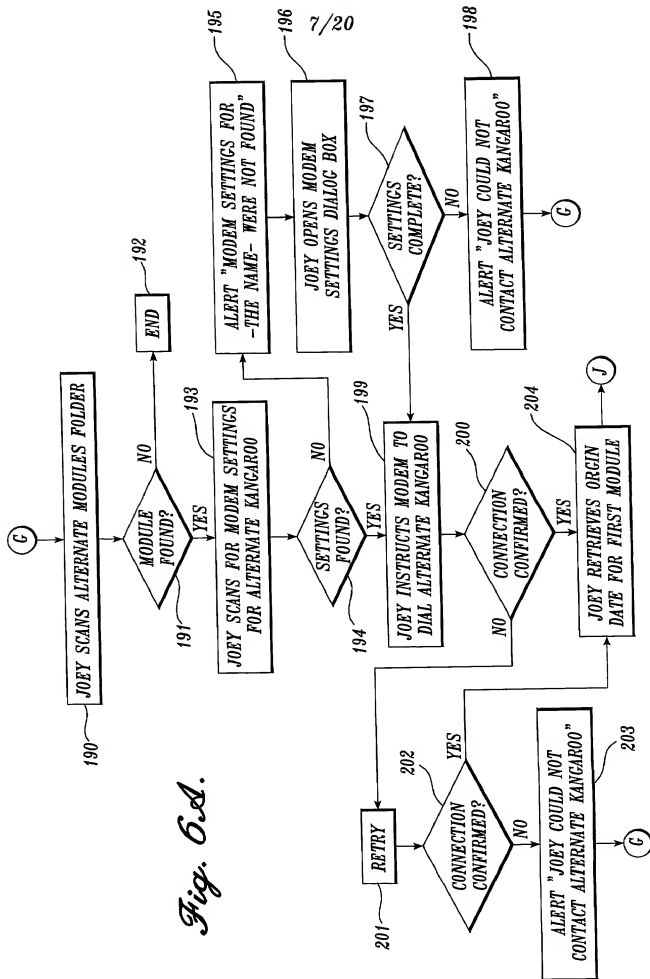 7/20
G
190
JOEY SCANS ALTERNATE MODULES FOLDER
MODULE
FOUND?
191
NO
YES
192
END
193
JOEY SCANS FOR MODEM SETTINGS
FOR ALTERNATE KANGAROO
SETTINGS
FOUND?
194
NO
YES
195
ALERT "MODEM SETTINGS FOR
-THE NAME- WERE NOT FOUND"
196
JOEY OPENS MODEM
SETTINGS DIALOG BOX
197
SETTINGS
COMPLETE?
YES
NO
198
ALERT "JOEY COULD NOT
CONTACT ALTERNATE KANGAROO"
G
199
JOEY INSTRUCTS MODEM TO
DIAL ALTERNATE KANGAROO
200
CONNECTION
CONFIRMED?
NO
YES
201
RETRY
202
CONNECTION
CONFIRMED?
YES
NO
203
ALERT "JOEY COULD NOT
CONTACT ALTERNATE KANGAROO"
G
204
JOEY RETRIEVES ORGIN
DATE FOR FIRST MODULE
J
Fig. 6A.